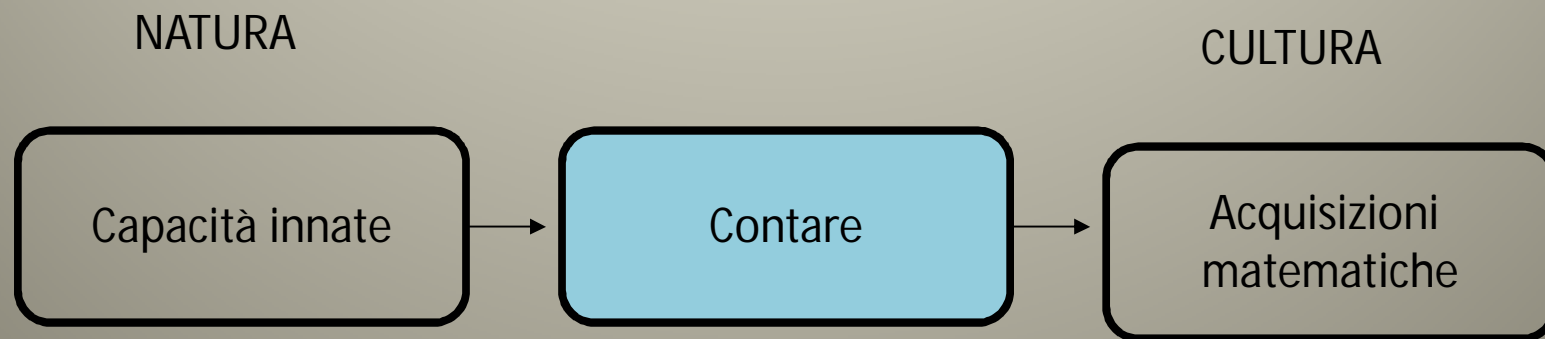 NATURA
CULTURA
Capacità innate
Contare
Acquisizioni
matematiche